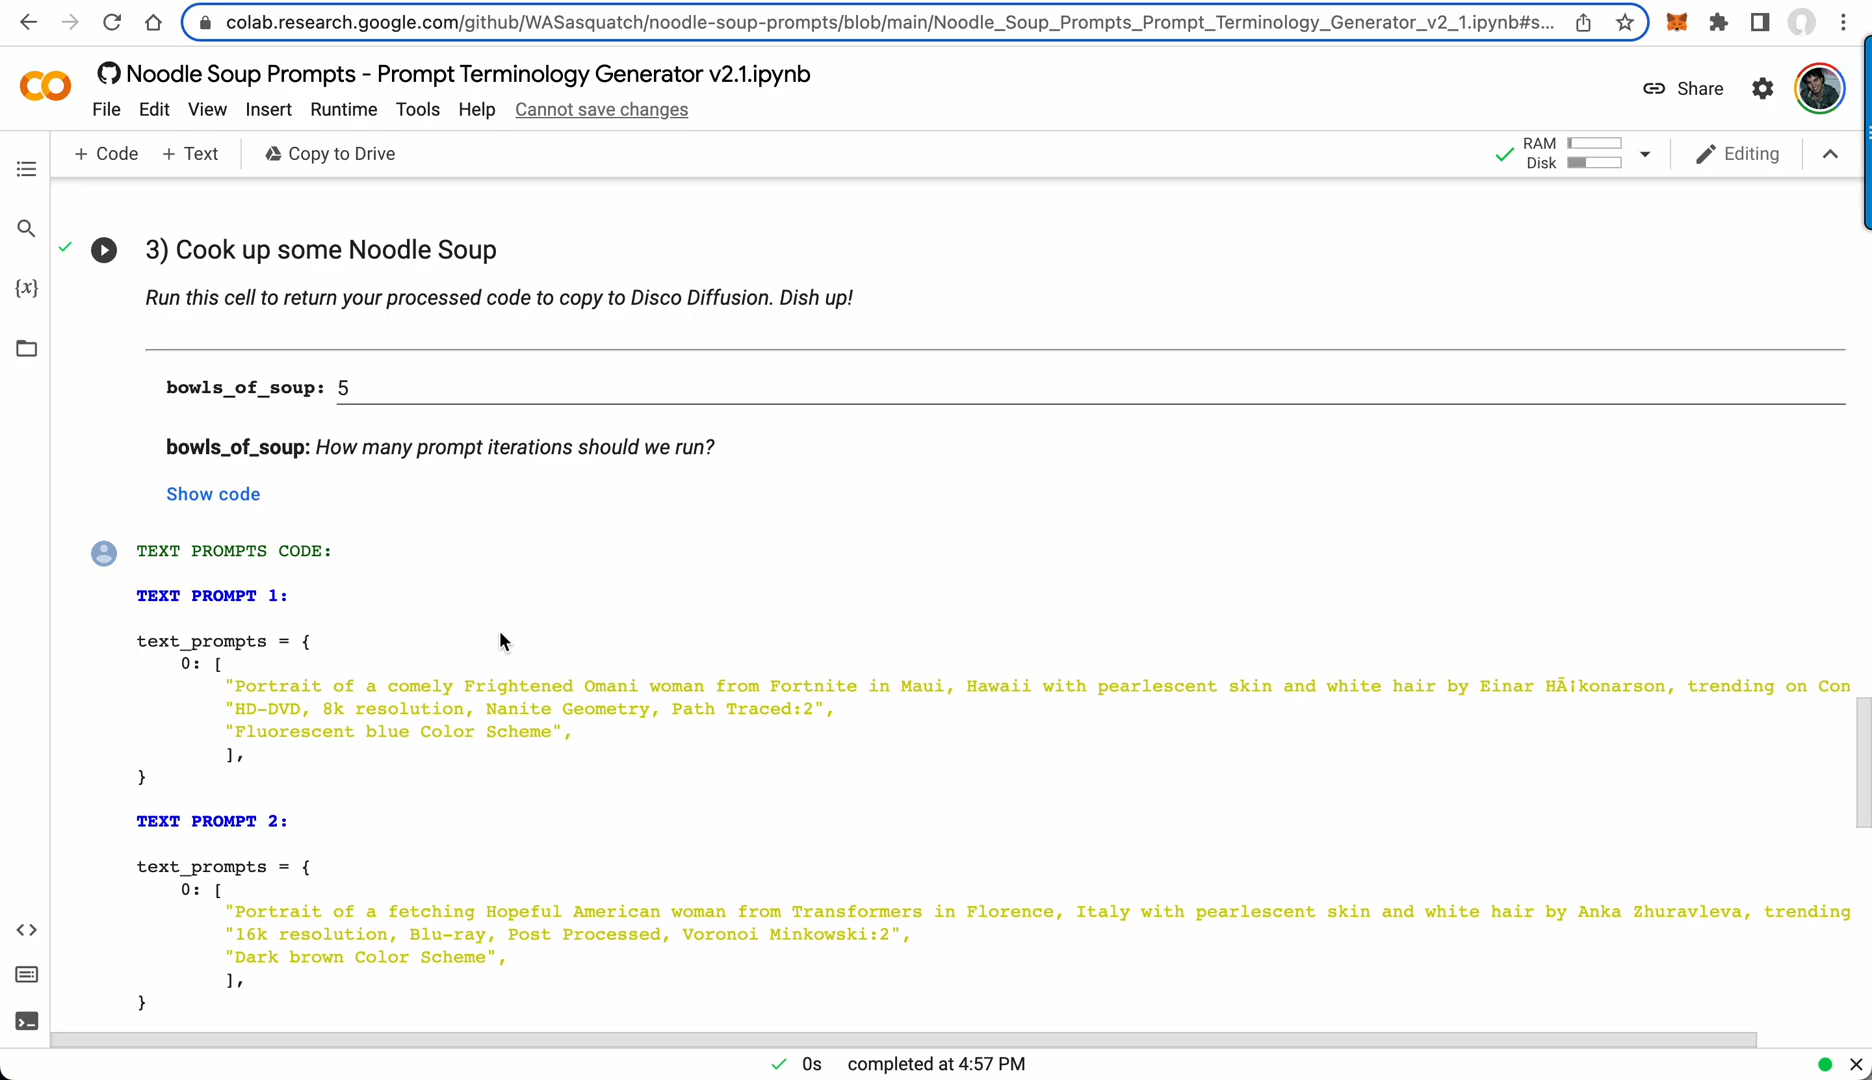 colab.research.google.com/github/WASasquatch/noodle-soup-prompts/blob/main/Noodle_Soup_Prompts_Prompt_Terminology_Generator_v2_1.ipynb#s...
Noodle Soup Prompts - Prompt Terminology Generator v2.1.ipynb
File Edit View Insert Runtime Tools Help Cannot save changes
Share
+ Code + Text Copy to Drive
RAM
Disk
Editing
{x}
3) Cook up some Noodle Soup
Run this cell to return your processed code to copy to Disco Diffusion. Dish up!
bowls_of_soup: 5
bowls_of_soup: How many prompt iterations should we run?
Show code
TEXT PROMPTS CODE:
TEXT PROMPT 1:
text_prompts = {
0: [
"Portrait of a comely Frightened Omani woman from Fortnite in Maui, Hawaii with pearlescent skin and white hair by Einar HÃ¡konarson, trending on Con
"HD-DVD, 8k resolution, Nanite Geometry, Path Traced:2",
"Fluorescent blue Color Scheme",
],
}
TEXT PROMPT 2:
text_prompts = {
0: [
"Portrait of a fetching Hopeful American woman from Transformers in Florence, Italy with pearlescent skin and white hair by Anka Zhuravleva, trending
"16k resolution, Blu-ray, Post Processed, Voronoi Minkowski:2",
"Dark brown Color Scheme",
],
}
0s completed at 4:57 PM